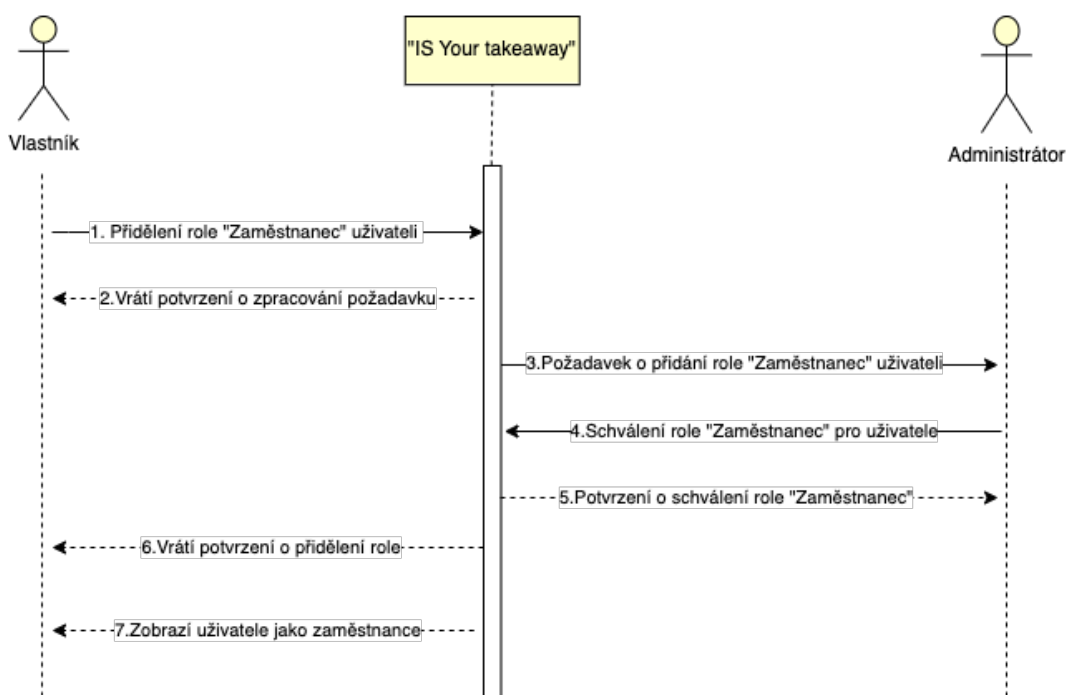 "IS Your takeaway"
Vlastník
Administrátor
1. Přidělení role "Zaměstnanec" uživateli
2.Vrátí potvrzení o zpracování požadavku
3.Požadavek o přidání role "Zaměstnanec" uživateli
4.Schválení role "Zaměstnanec" pro uživatele
5.Potvrzení o schválení role "Zaměstnanec"
6.Vrátí potvrzení o přidělení role
7.Zobrazí uživatele jako zaměstnance